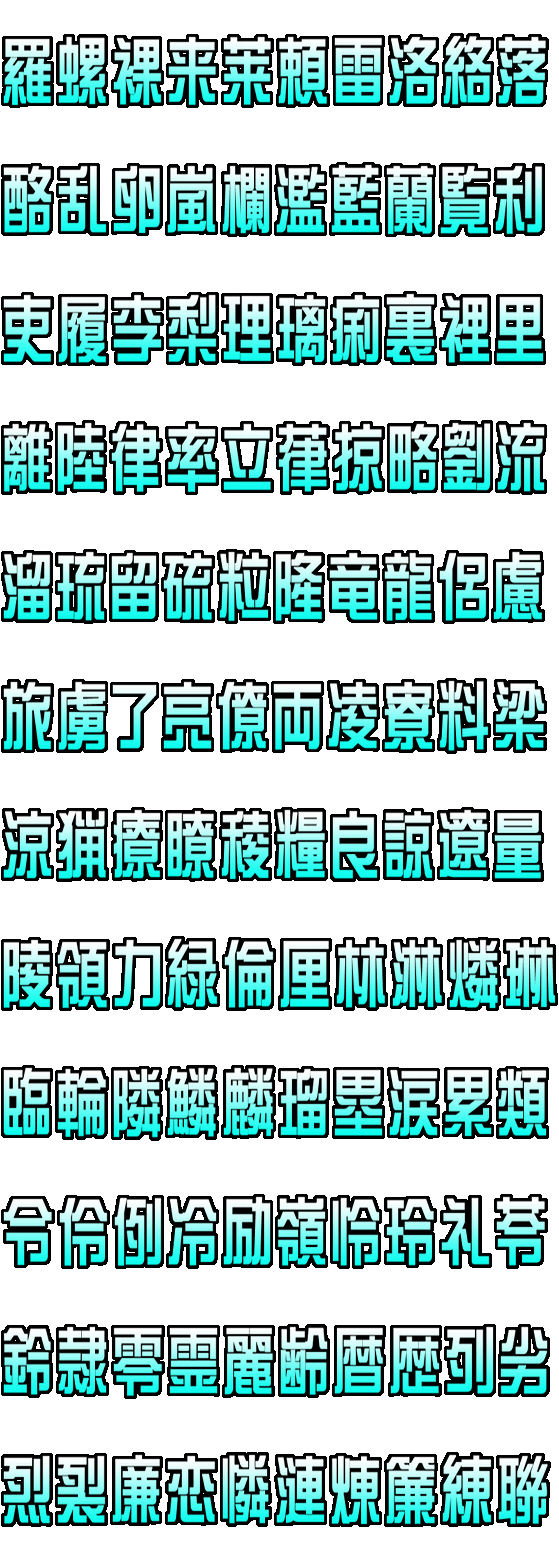 羅螺裸来莱頼雷洛絡落
酪乱卵嵐欄濫藍蘭覧利
吏履李梨理璃痢裏裡里
離陸律率立葎掠略劉流
溜琉留硫粒隆竜龍侶慮
旅虜了亮僚両凌寮料梁
涼猟療瞭稜糧良諒遼量
陵領力緑倫厘林淋燐琳
臨輪隣鱗麟瑠塁涙累類
令伶例冷励嶺怜玲礼苓
鈴隷零霊麗齢暦歴列劣
烈裂廉恋憐漣煉簾練聯